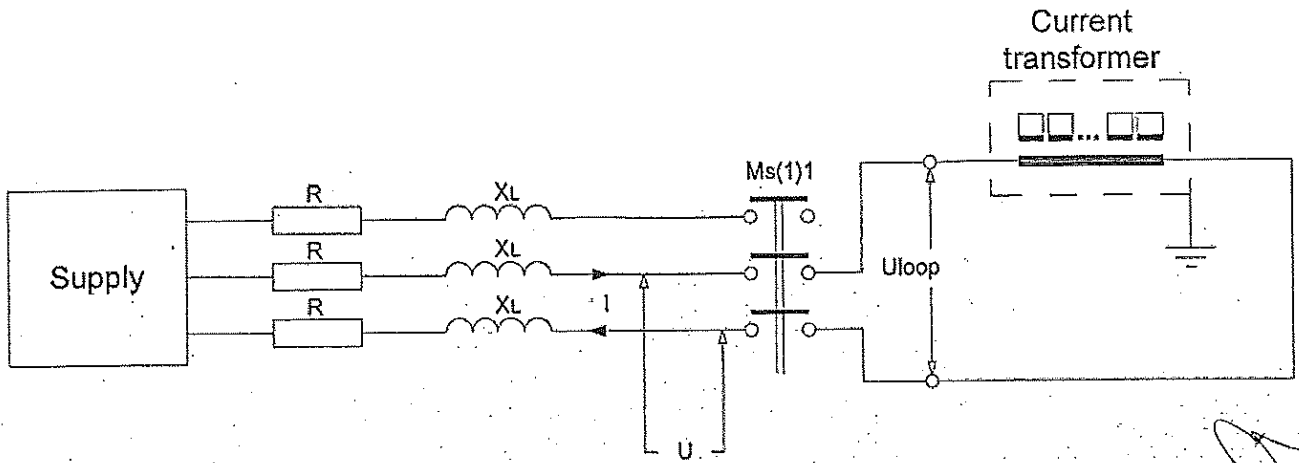 Current
transformer
Ms(1)1
R
XL
R
XL
Supply
Uloop
I
R
XL
U